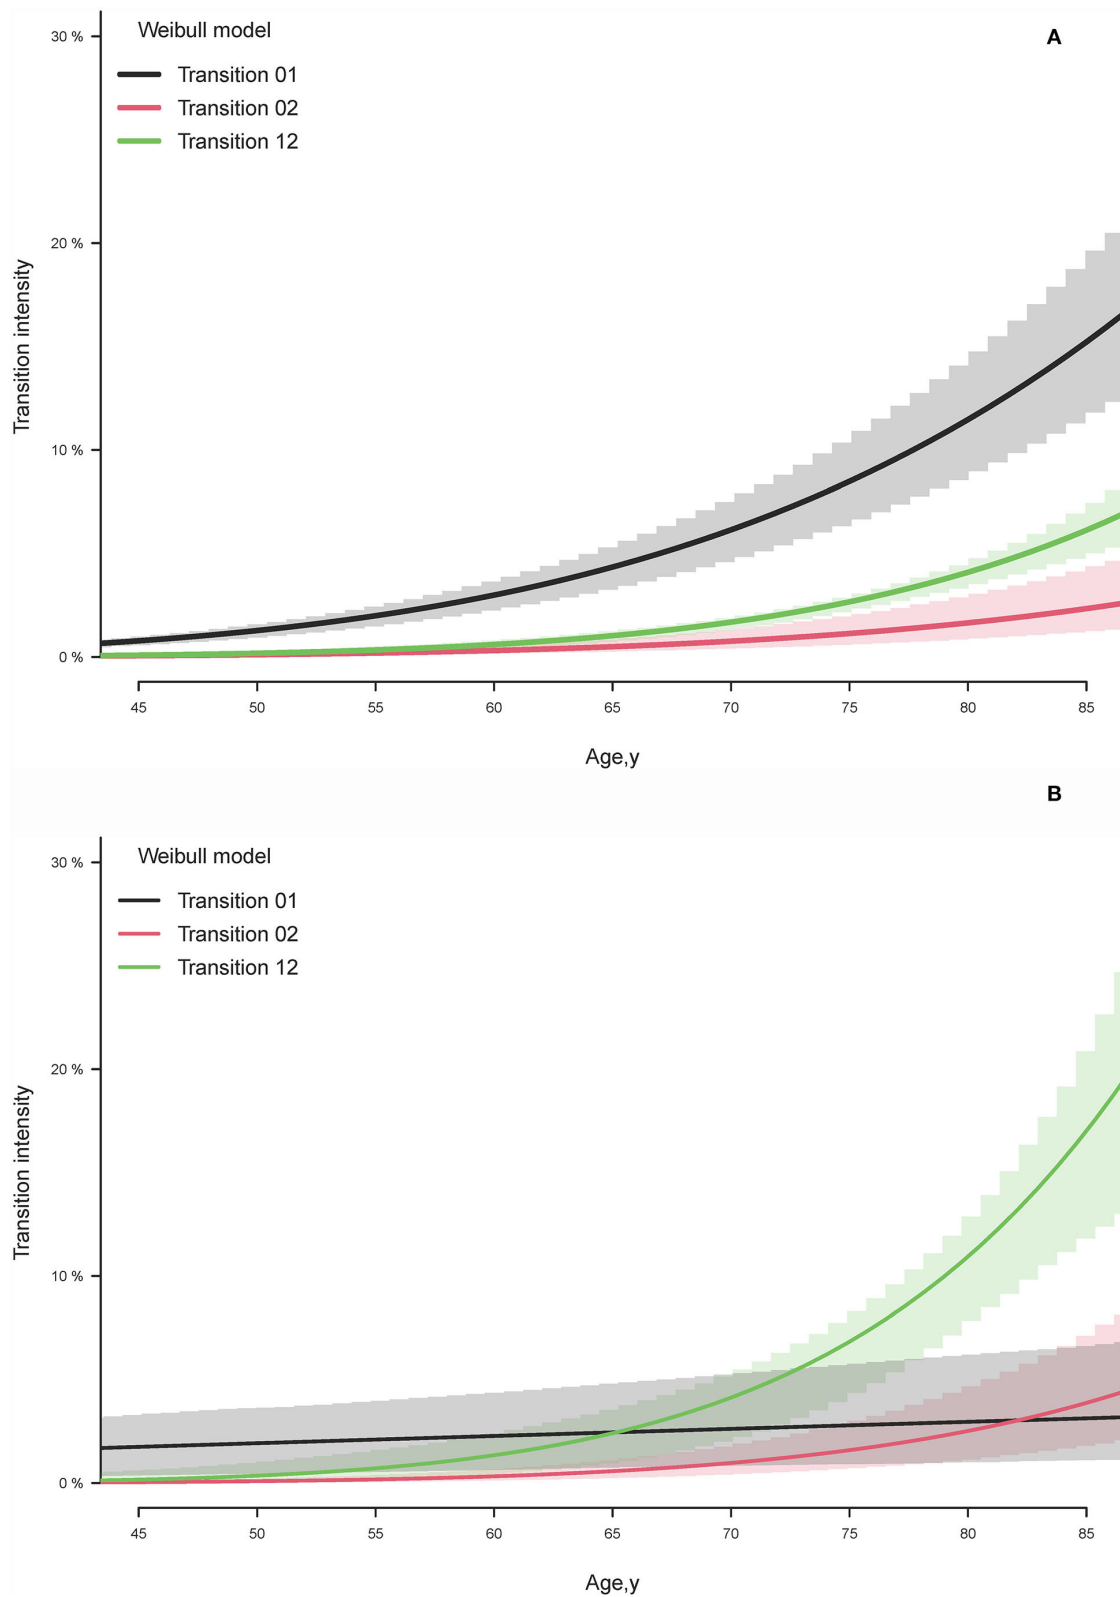 Weibull model
A
Transition 01
Transition 02
Transition 12
30 %
20 %
10 %
0 %
Transition intensity
45 50 55 60 65 70 75 80 85
Age,y
B
Weibull model
Transition 01
Transition 02
Transition 12
30 %
20 %
10 %
0 %
Transition intensity
45 50 55 60 65 70 75 80 85
Age,y